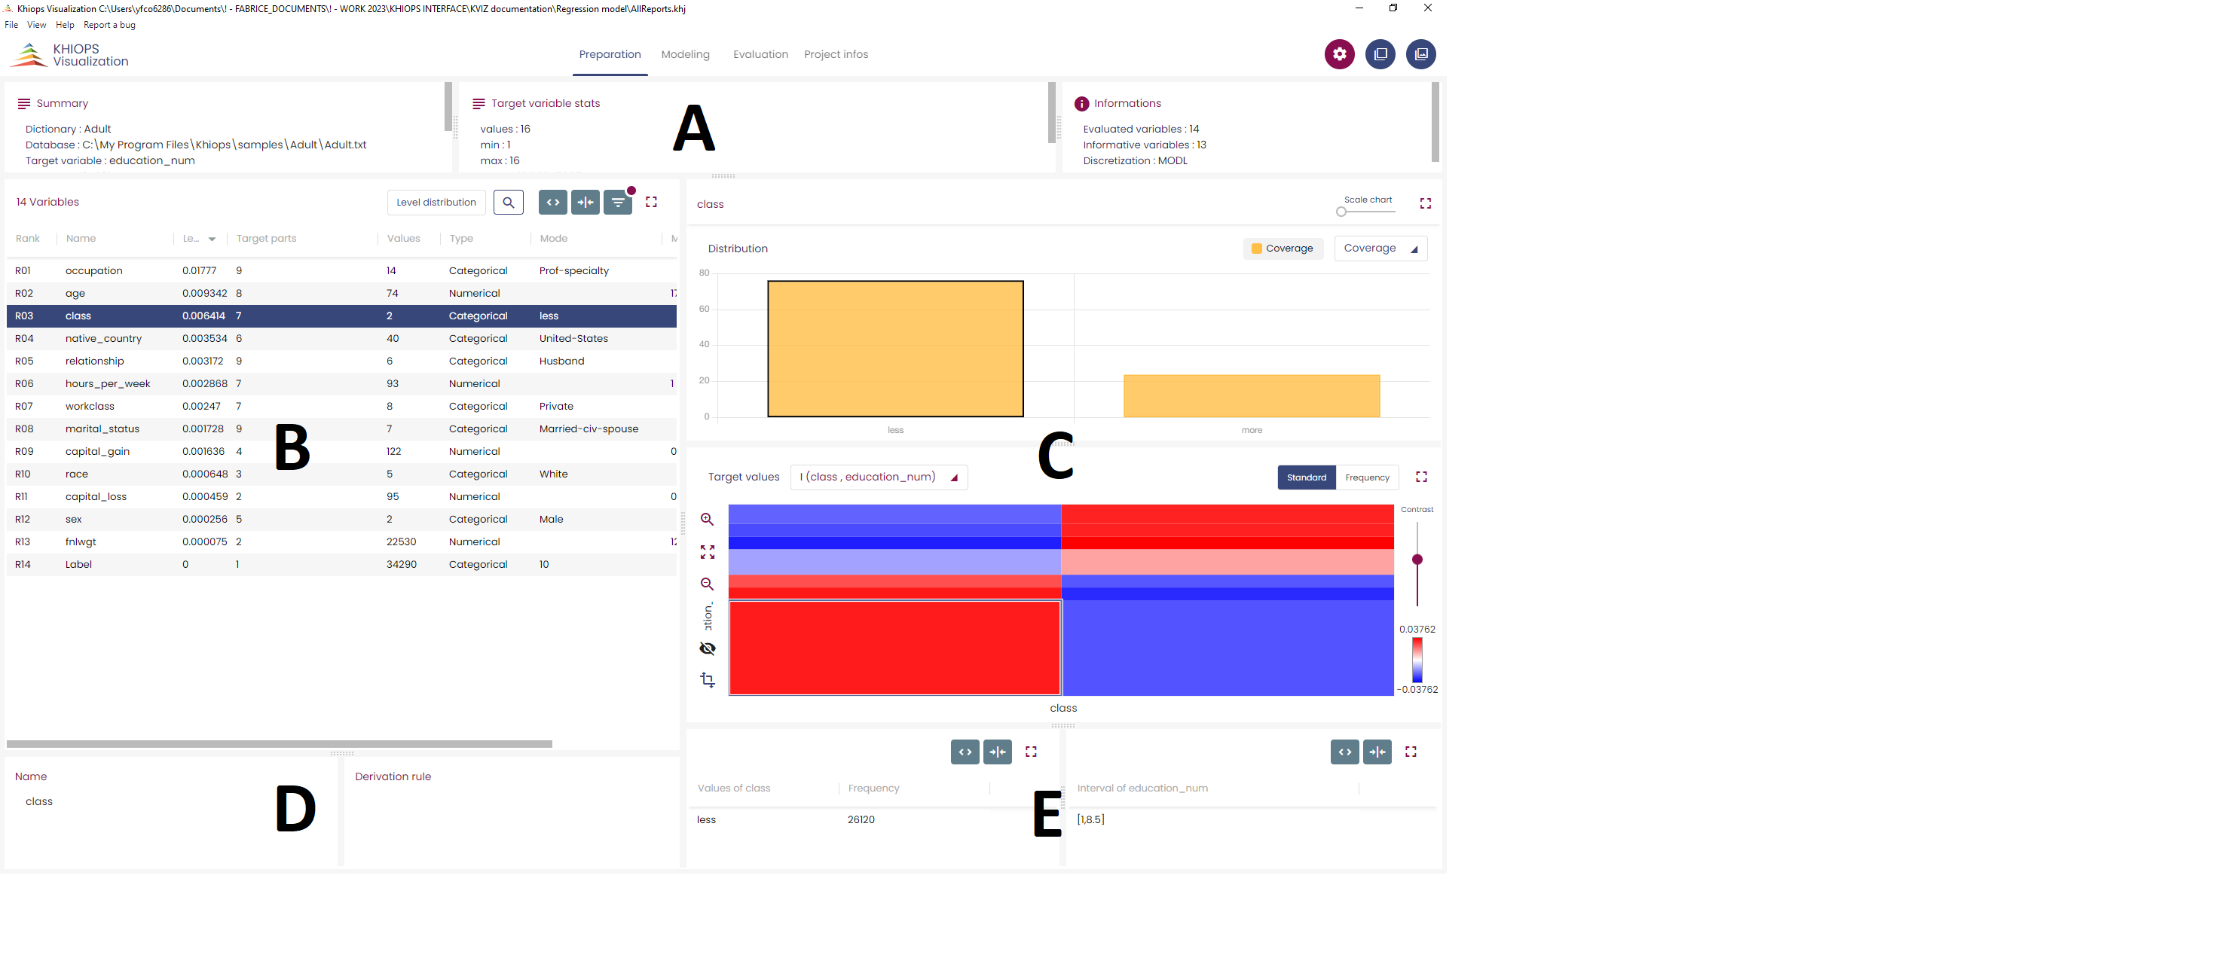 Khiops Visualization C:\Users\yfco6286\Documents\! - FABRICE_DOCUMENTS\! - WORK 2023\KHIOPS INTERFACE\KVIZ documentation\Regression model\AllReports.khj
File View Help Report a bug
KHIOPS
Visualization
Preparation Modeling Evaluation Project infos
Summary
Dictionary : Adult
Database : C:\My Program Files\Khiops\samples\Adult\Adult.txt
Target variable : education_num
Target variable stats
values : 16
min : 1
max : 16
A
Informations
Evaluated variables : 14
Informative variables : 13
Discretization : MODL
14 Variables Level distribution
Rank Name Le... Target parts Values Type Mode M
R01 occupation 0.01777 9 14 Categorical Prof-specialty
R02 age 0.009342 8 74 Numerical 17
R03 class 0.006414 7 2 Categorical less
R04 native_country 0.003534 6 40 Categorical United-States
R05 relationship 0.003172 9 6 Categorical Husband
R06 hours_per_week 0.002868 7 93 Numerical 1
R07 workclass 0.00247 7 8 Categorical Private
R08 marital_status 0.001728 9 7 Categorical Married-civ-spouse
R09 capital_gain 0.001636 4 122 Numerical 0
R10 race 0.000648 3 5 Categorical White
R11 capital_loss 0.000459 2 95 Numerical 0
R12 sex 0.000256 5 2 Categorical Male
R13 fnlwgt 0.000075 2 22530 Numerical 12
R14 Label 0 1 34290 Categorical 10
B
class Scale chart
Distribution Coverage Coverage
80
60
40
20
0
less more
C
Target values I (class , education_num) Standard Frequency
Contrast
0.03762
-0.03762
class
Name
class
D
Derivation rule
Values of class Frequency
less 26120
E
Interval of education_num
[1,8.5]